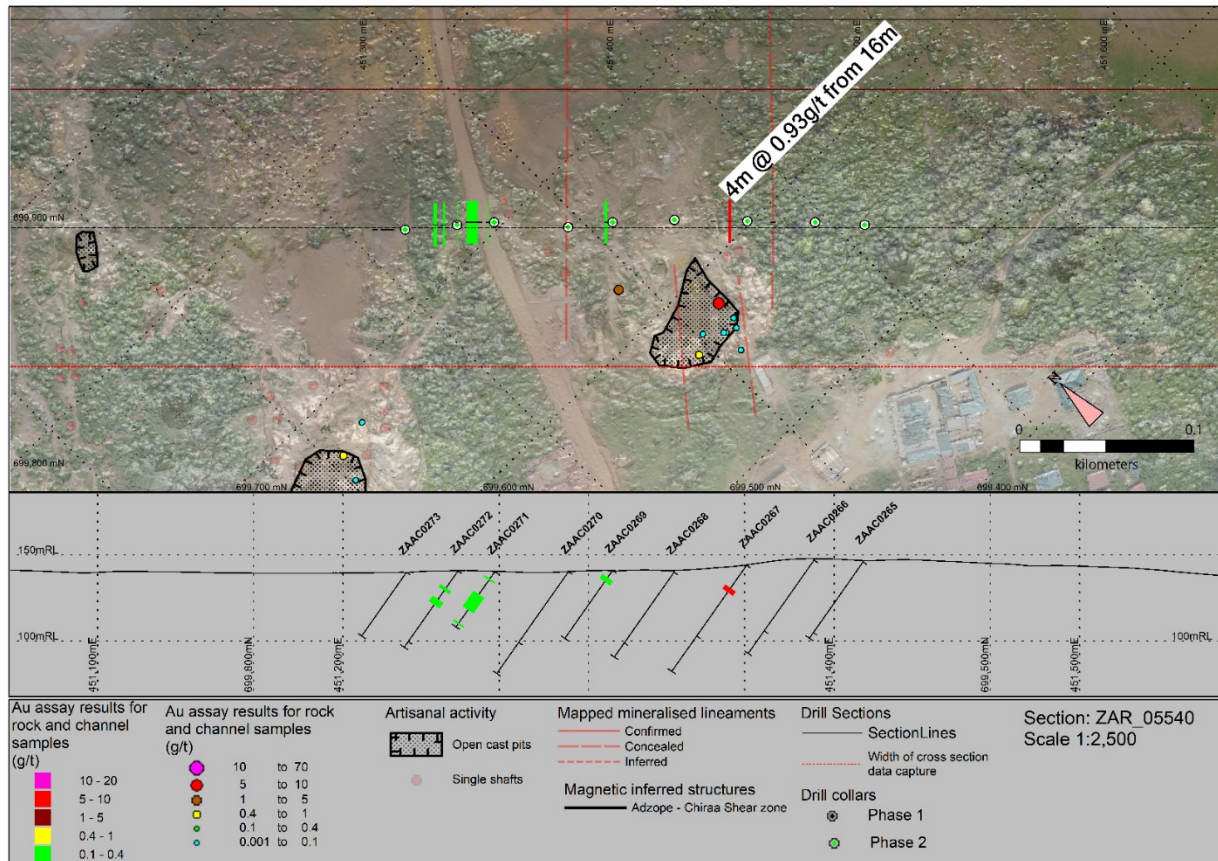 451,300 mE
451,400 mE
451,600 mE
4m @ 0.93g/t from 16m
699,900 mN
N
0
0.1
kilometers
699,800 mN
699,700 mN
699,600 mN
699,500 mN
699,400 mN
ZAAC0273
ZAAC0272
ZAAC0271
ZAAC0270
ZAAC0269
ZAAC0268
ZAAC0267
ZAAC0266
ZAAC0265
150mRL
100mRL
100mRL
451,100mE
699,800mN
451,200mE
451,400mE
699,500mN
451,500mE
Au assay results for
rock and channel
samples
(g/t)
10 - 20
5 - 10
1 - 5
0.4 - 1
0.1 - 0.4
Au assay results for rock
and channel samples
(g/t)
10 to 70
5 to 10
1 to 5
0.4 to 1
0.1 to 0.4
0.001 to 0.1
Artisanal activity
Open cast pits
Single shafts
Mapped mineralised lineaments
Confirmed
Concealed
Inferred
Magnetic inferred structures
Adzope - Chiraa Shear zone
Drill Sections
SectionLines
Width of cross section
data capture
Drill collars
Phase 1
Phase 2
Section: ZAR_05540
Scale 1:2,500